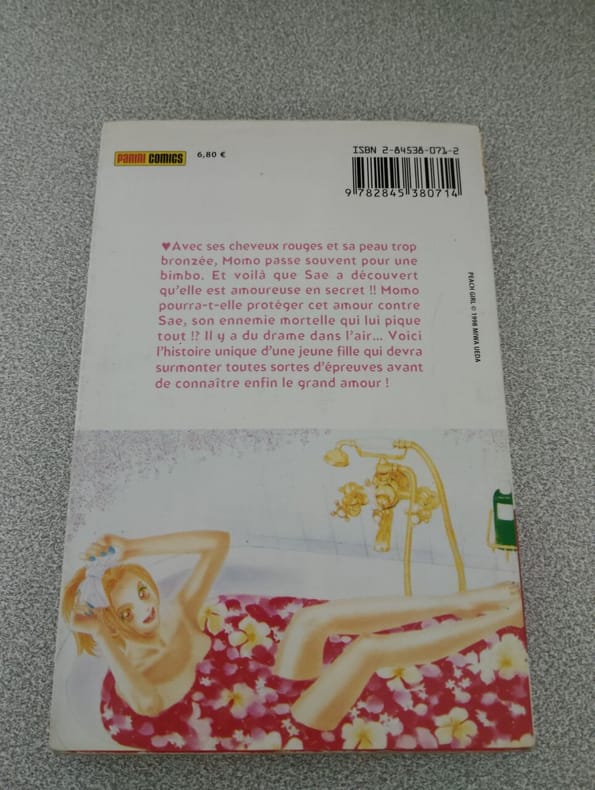 PANINI COMICS
6,80 €
ISBN 2-84538-071-2
9 782845 380714
♥Avec ses cheveux rouges et sa peau trop
bronzée, Momo passe souvent pour une
bimbo. Et voilà que Sae a découvert
qu'elle est amoureuse en secret !! Momo
pourra-t-elle protéger cet amour contre
Sae, son ennemie mortelle qui lui pique
tout !? Il y a du drame dans l'air... Voici
l'histoire unique d'une jeune fille qui devra
surmonter toutes sortes d'épreuves avant
de connaître enfin le grand amour !
PEACH GIRL © 1998 MIWA UEDA